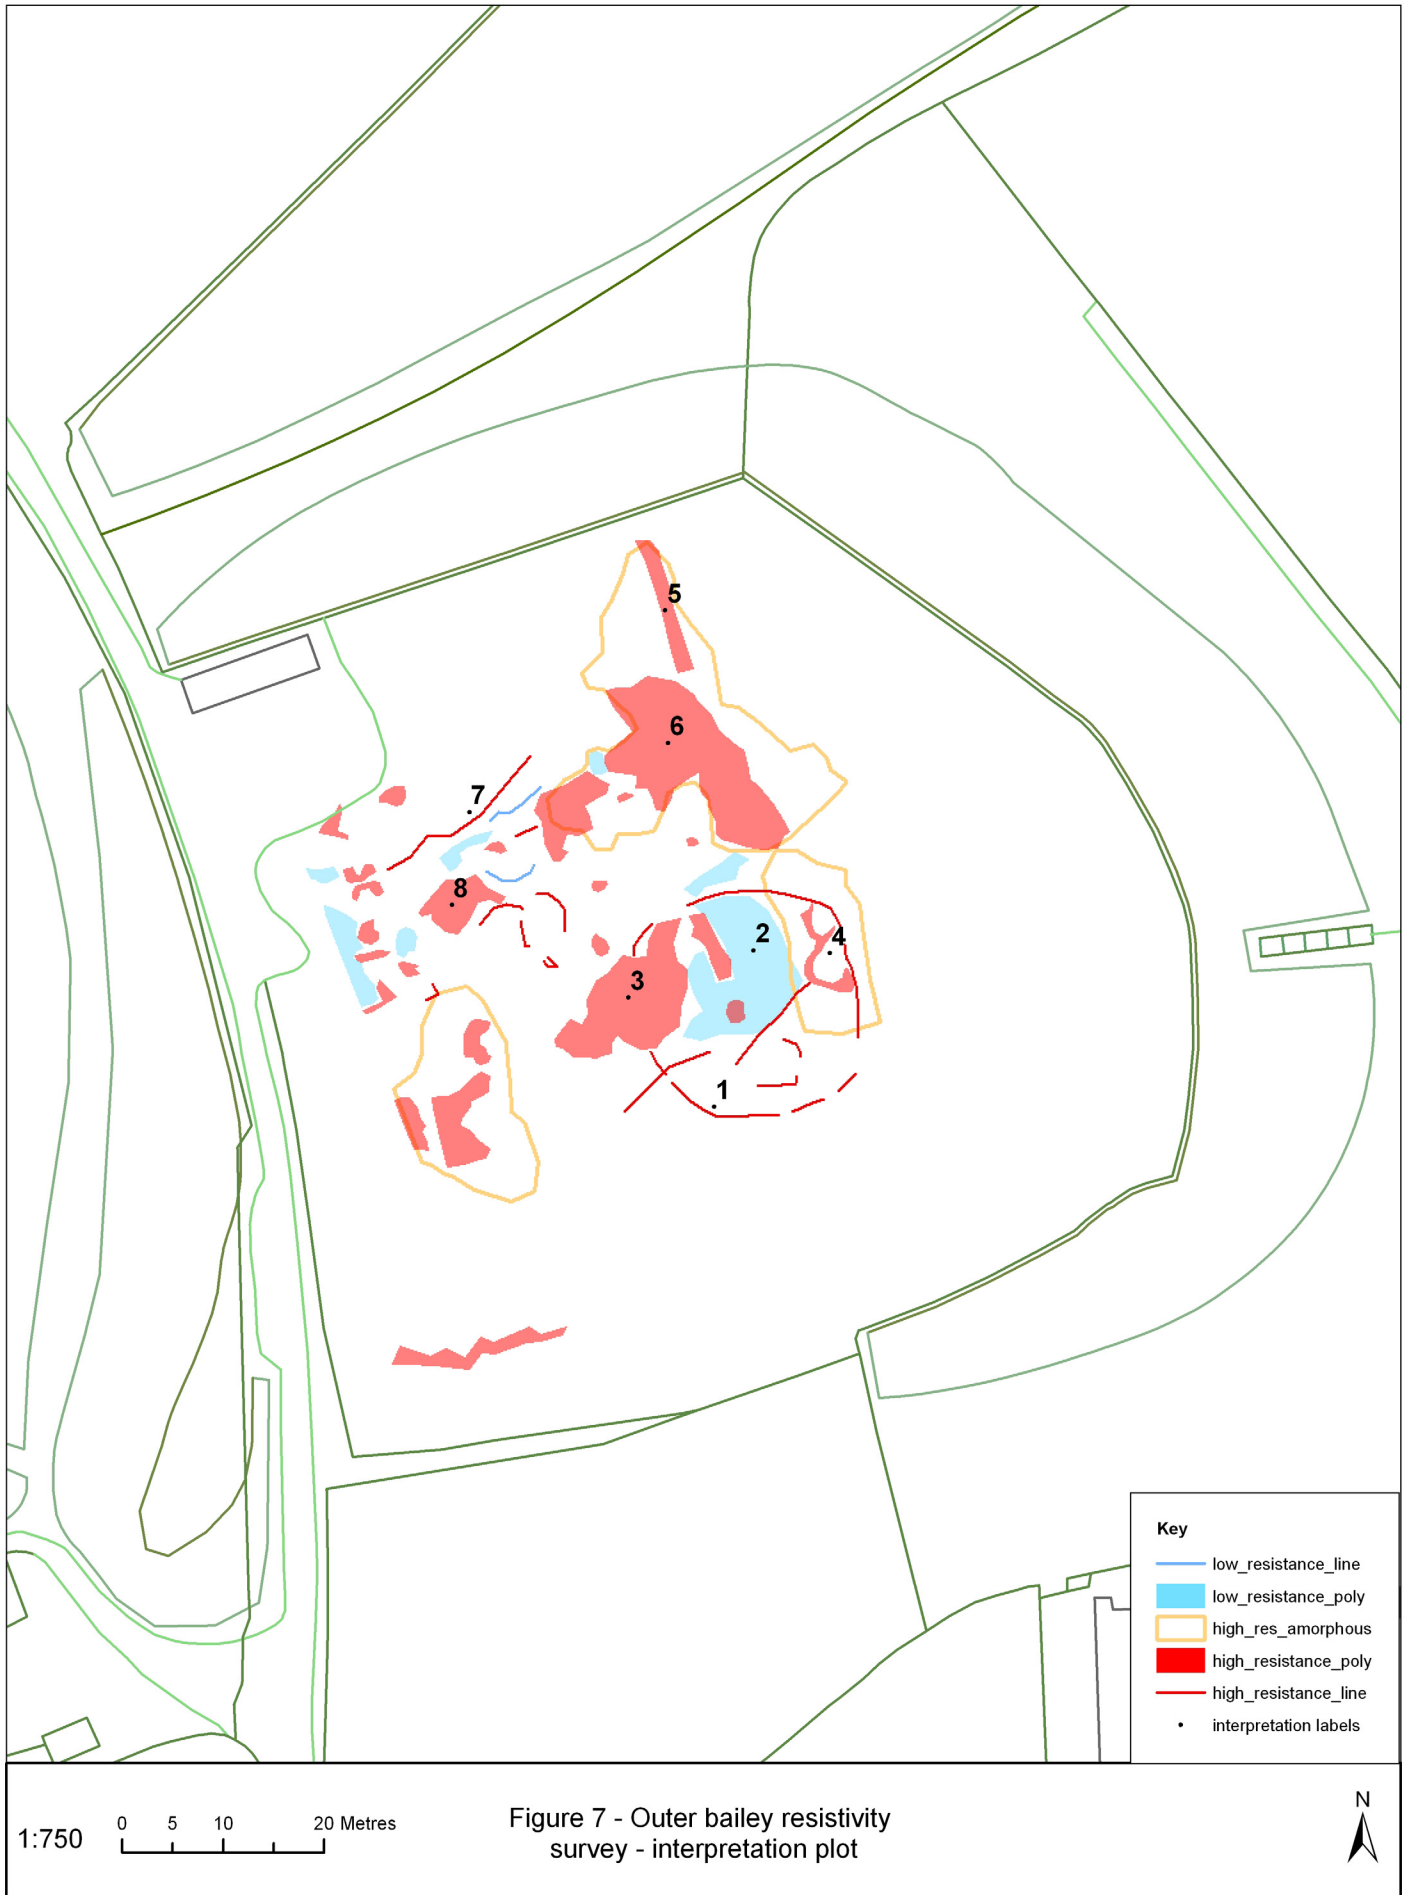 5
6
7
8
2
4
3
1
Key
low_resistance_line
low_resistance_poly
high_res_amorphous
high_resistance_poly
high_resistance_line
interpretation labels
1:750
0 5 10 20 Metres
Figure 7 - Outer bailey resistivity
survey - interpretation plot
N